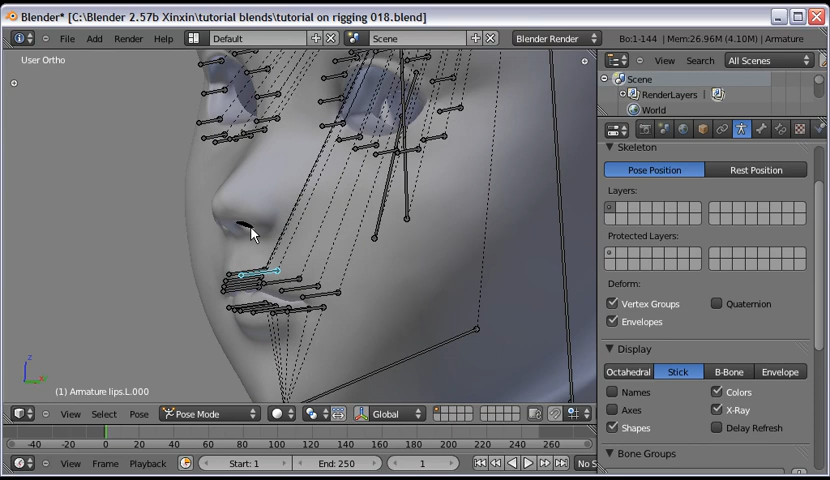 Blender* [C:\Blender 2.57b Xinxin\tutorial blends\tutorial on rigging 018.blend]
File Add Render Help Default Scene Blender Render Bo:1-144 | Mem:26.96M (4.10M) | Armature
User Ortho
View Search All Scenes
Scene
RenderLayers
World
Skeleton
Pose Position Rest Position
Layers:
Protected Layers:
Deform:
Vertex Groups Quaternion
Envelopes
Display
Octahedral Stick B-Bone Envelope
Names Colors
Axes X-Ray
Shapes Delay Refresh
Bone Groups
z
(1) Armature lips.L.000
View Select Pose Pose Mode Global
-40 -20 0 20 40 60 80 100 120 140 160 180 200 220 240 260
View Frame Playback Start: 1 End: 250 1 No S